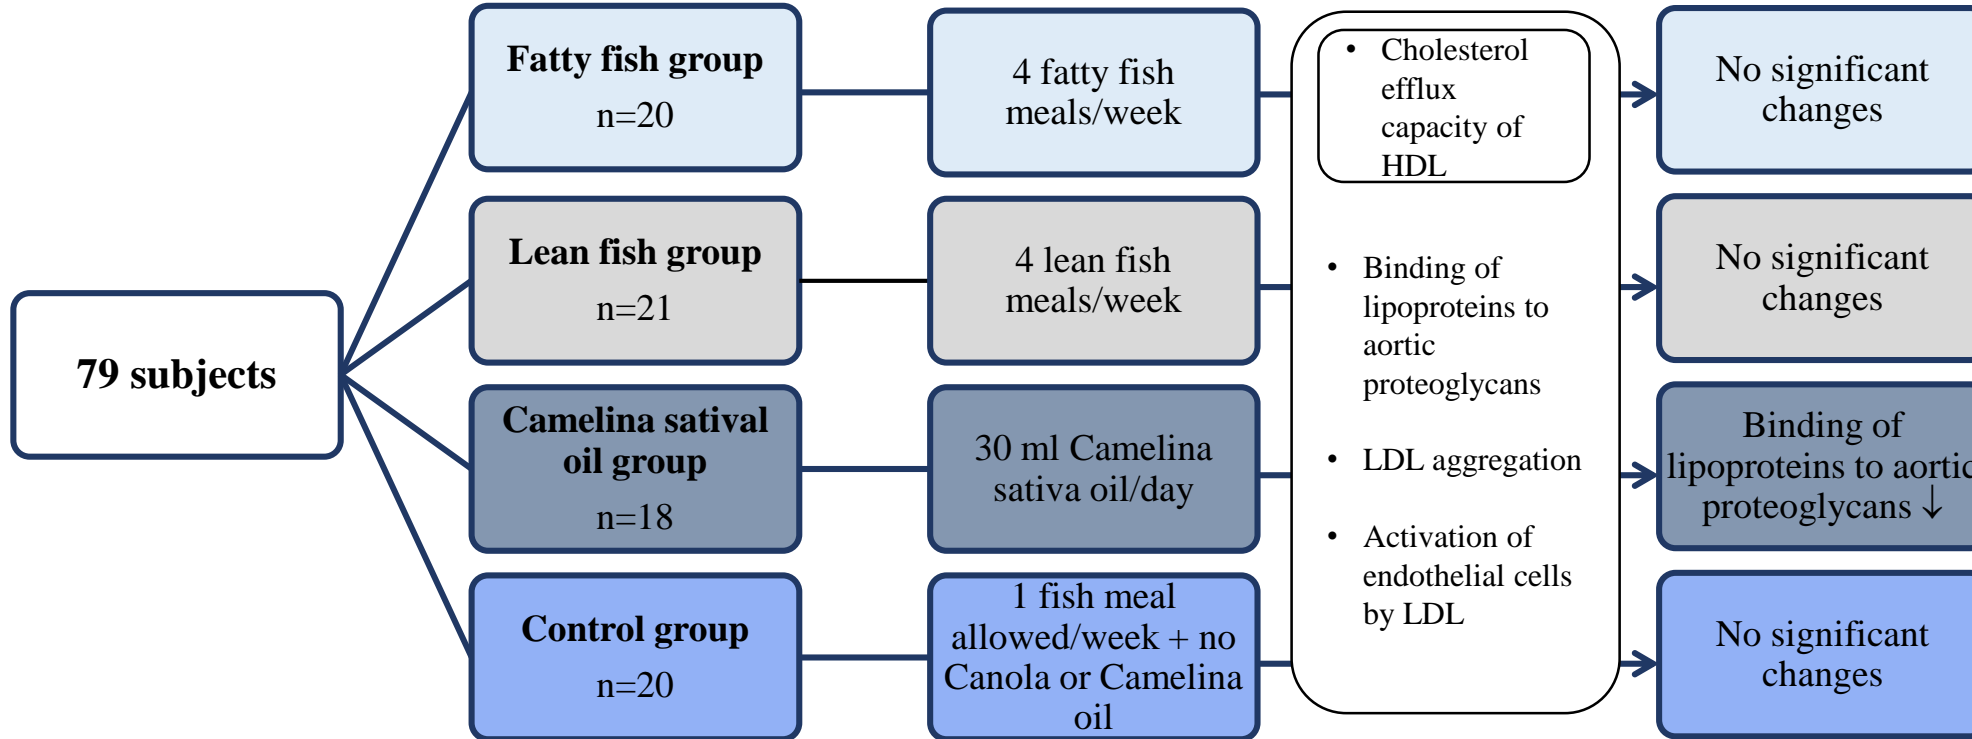 79 subjects
Fatty fish group
n=20
4 fatty fish
meals/week
Lean fish group
n=21
4 lean fish
meals/week
Camelina satival
oil group
n=18
30 ml Camelina
sativa oil/day
Control group
n=20
1 fish meal
allowed/week + no
Canola or Camelina
oil
• Cholesterol
efflux
capacity of
HDL
• Binding of
lipoproteins to
aortic
proteoglycans
• LDL aggregation
• Activation of
endothelial cells
by LDL
No significant
changes
No significant
changes
Binding of
lipoproteins to aortic
proteoglycans ↓
No significant
changes